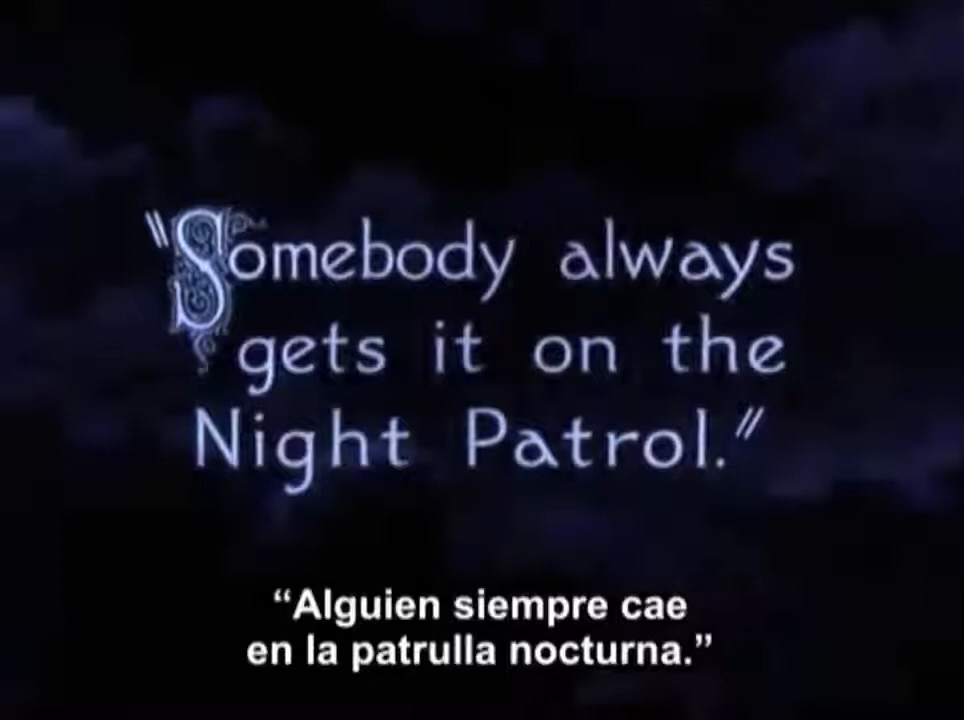 "Somebody always
gets it on the
Night Patrol."
“Alguien siempre cae
en la patrulla nocturna.”